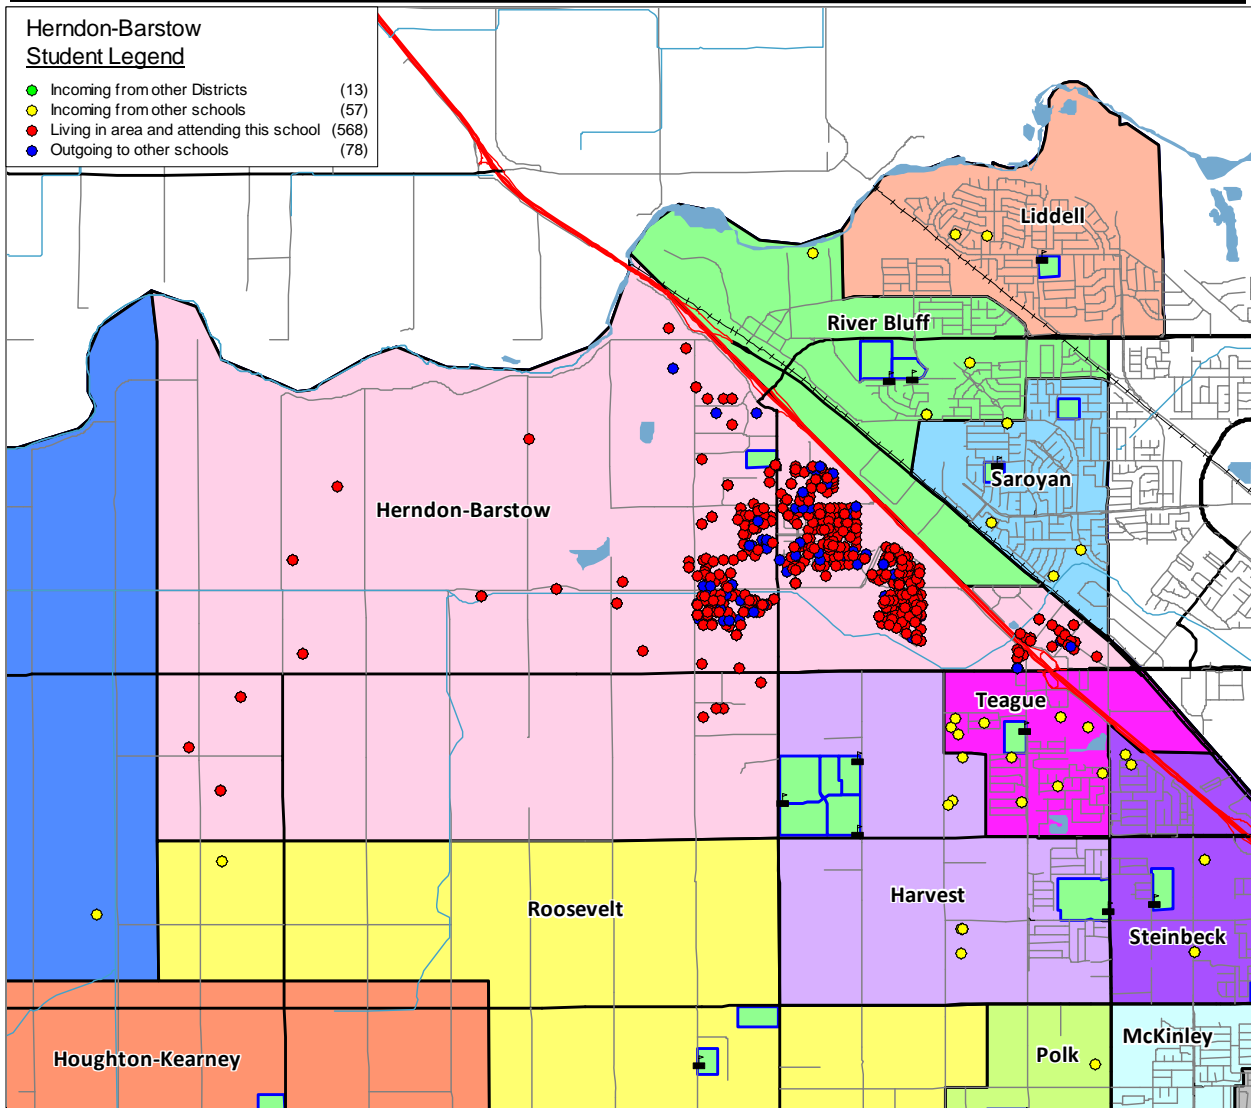 Herndon-Barstow
Student Legend
Incoming from other Districts (13)
Incoming from other schools (57)
Living in area and attending this school (568)
Outgoing to other schools (78)
Liddell
River Bluff
Saroyan
Herndon-Barstow
Teague
Harvest
Roosevelt
Steinbeck
McKinley
Polk
Houghton-Kearney